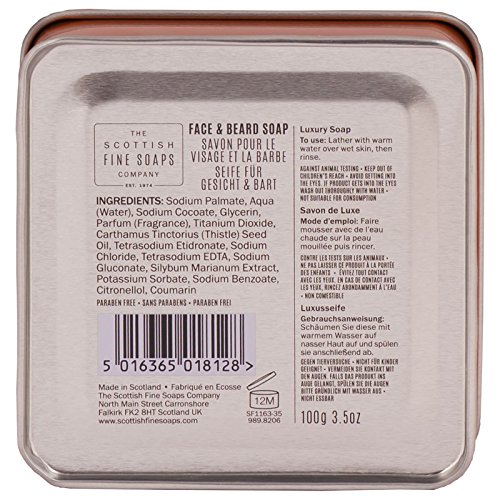 THE
SCOTTISH
FINE SOAPS
COMPANY
EST. 1974
FACE & BEARD SOAP
SAVON POUR LE
VISAGE ET LA BARBE
SEIFE FÜR
GESICHT & BART
INGREDIENTS: Sodium Palmate, Aqua
(Water), Sodium Cocoate, Glycerin,
Parfum (Fragrance), Titanium Dioxide,
Carthamus Tinctorius (Thistle) Seed
Oil, Tetrasodium Etidronate, Sodium
Chloride, Tetrasodium EDTA, Sodium
Gluconate, Silybum Marianum Extract,
Potassium Sorbate, Sodium Benzoate,
Citronellol, Coumarin
PARABEN FREE • SANS PARABENS • PARABEN FREI
5 016365 018128 >
Made in Scotland • Fabriqué en Ecosse
The Scottish Fine Soaps Company
North Main Street Carronshore
Falkirk FK2 8HT Scotland UK
www.scottishfinesoaps.com
12M
SF1163-35
989.8206
Luxury Soap
To use: Lather with warm
water over wet skin, then
rinse.
AGAINST ANIMAL TESTING • KEEP OUT OF
CHILDREN'S REACH • AVOID GETTING INTO
THE EYES. IF PRODUCT GETS INTO THE EYES
WASH OUT THOROUGHLY WITH WATER •
NOT SUITABLE FOR CONSUMPTION
Savon de Luxe
Mode d'emploi: Faire
mousser avec de l'eau
chaude sur la peau
mouillée puis rincer.
CONTRE LES TESTS SUR LES ANIMAUX •
NE PAS LAISSER CE PRODUIT À LA PORTÉE
DES ENFANTS • ÉVITEZ TOUT CONTACT
AVEC LES YEUX. EN CAS DE CONTACT AVEC
LES YEUX, RINCEZ ABONDAMMENT À L'EAU
• NON COMESTIBLE
Luxusseife
Gebrauchsanweisung:
Schäumen Sie diese mit
warmem Wasser auf
nasser Haut auf und spülen
sie anschließend ab.
GEGEN TIERVERSUCHE • NICHT FÜR KINDER
GEEIGNET • VERMEIDEN SIE KONTAKT MIT
DEN AUGEN. FALLS DAS PRODUKT INS
AUGE GELANGT, SPÜLEN SIE DIE AUGEN
BITTE GRÜNDLICH MIT WASSER AUS •
NICHT ESSBAR
100g 3.5oz